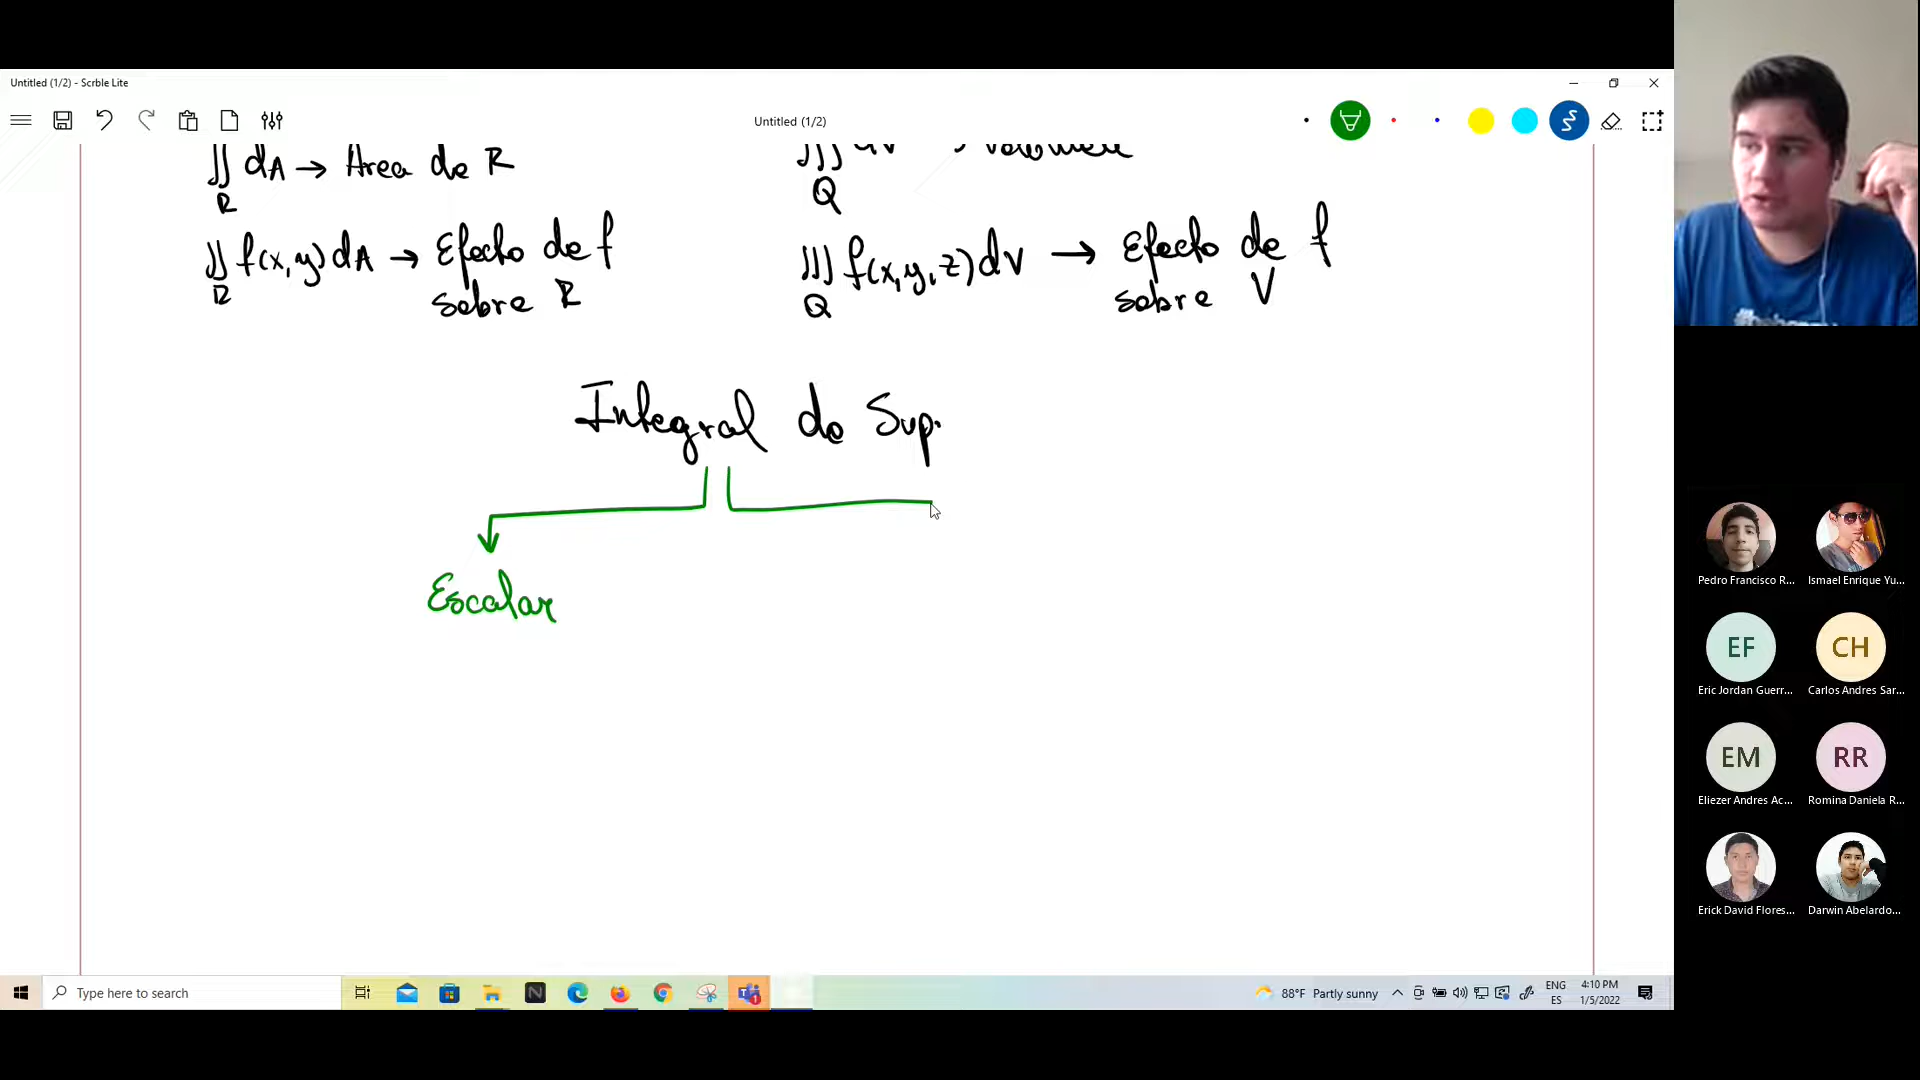 Untitled (1/2) - Scrble Lite
Untitled (1/2)
∬ dA → Area de R
R
∭ dV → Volumen
Q
∬ f(x,y) dA → Efecto de f
R sobre R
∭ f(x,y,z) dV → Efecto de f
Q sobre V
Integral de Sup.
Escalar
Pedro Francisco R...
Ismael Enrique Yu...
EF
CH
Eric Jordan Guerr...
Carlos Andres Sar...
EM
RR
Eliezer Andres Ac...
Romina Daniela R...
Erick David Flores...
Darwin Abelardo...
Type here to search
88°F Partly sunny
ENG
ES
4:10 PM
1/5/2022